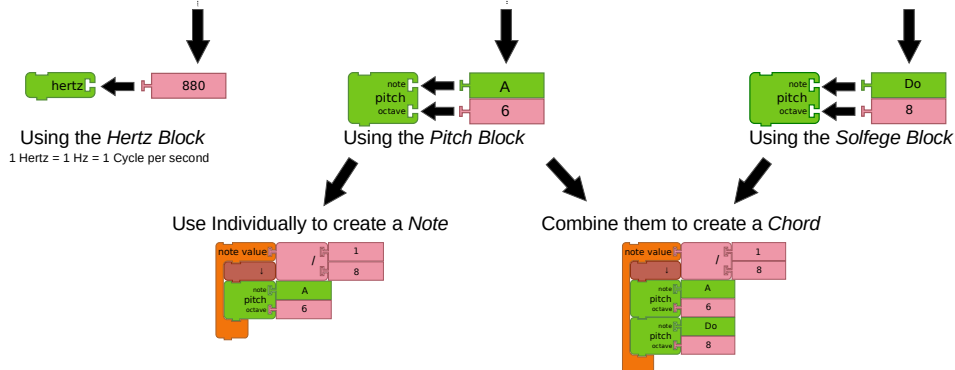 hertz 880
note A
pitch
octave 6
note Do
pitch
octave 8
Using the Hertz Block
1 Hertz = 1 Hz = 1 Cycle per second
Using the Pitch Block
Using the Solfege Block
Use Individually to create a Note
note value / 1
↓ 8
note A
pitch
octave 6
Combine them to create a Chord
note value / 1
↓ 8
note A
pitch
octave 6
note Do
pitch
octave 8